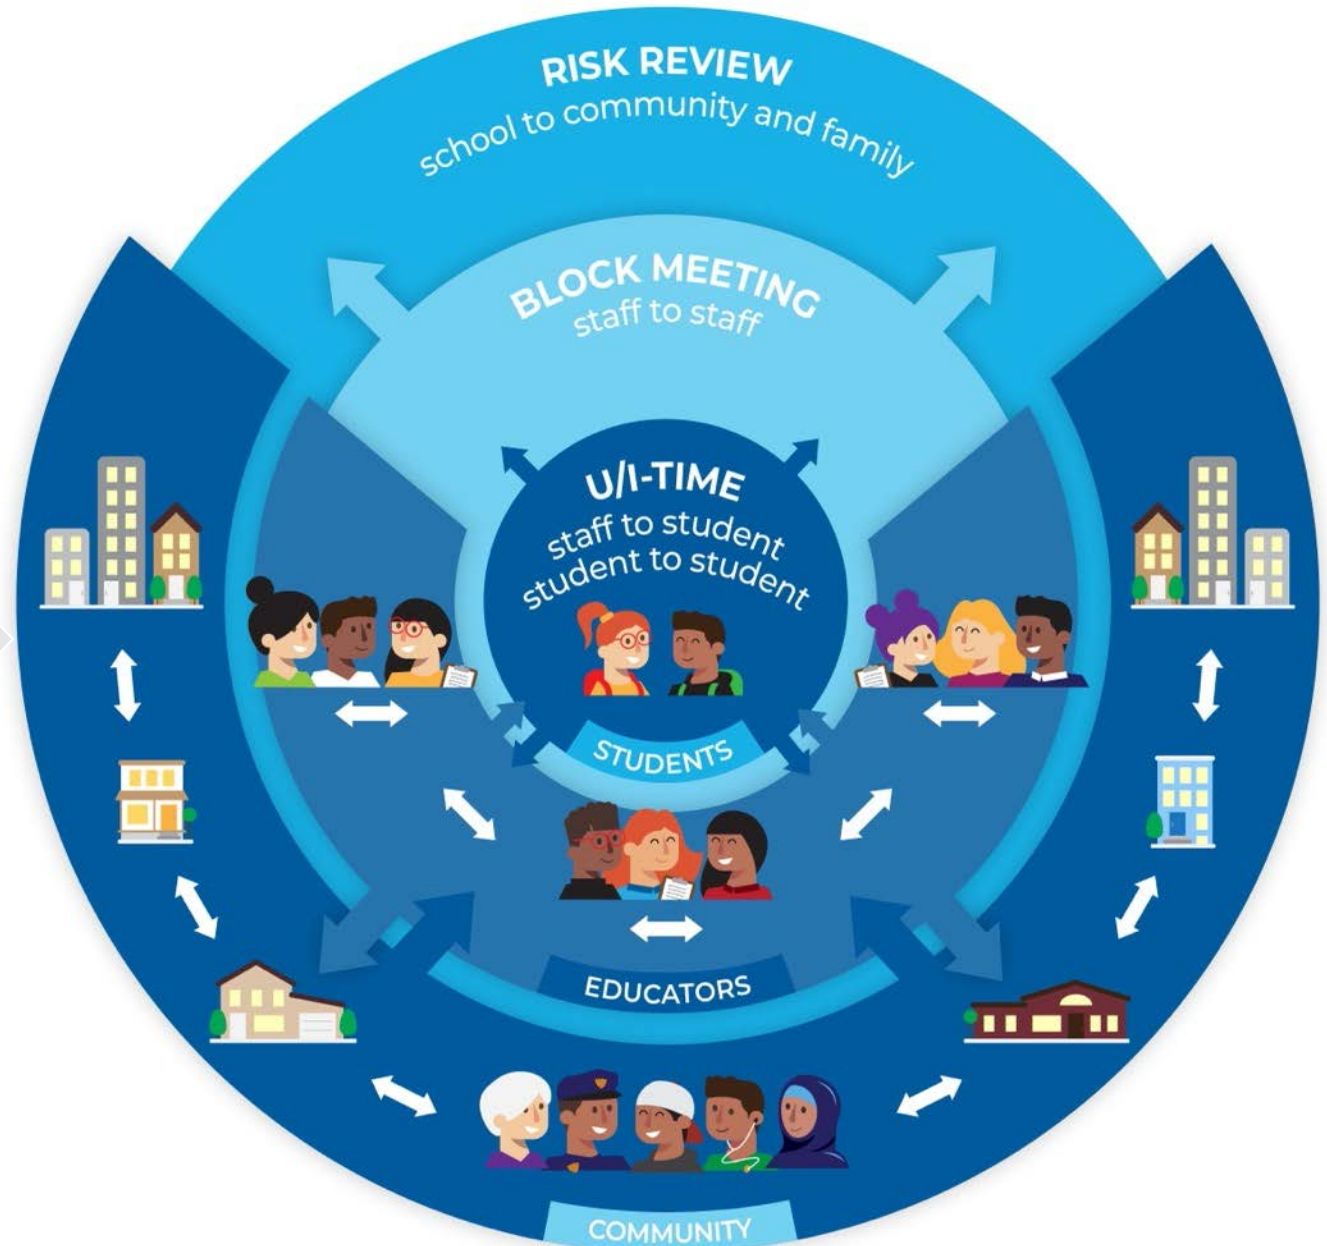 RISK REVIEW
school to community and family
BLOCK MEETING
staff to staff
U/I-TIME
staff to student
student to student
STUDENTS
EDUCATORS
COMMUNITY